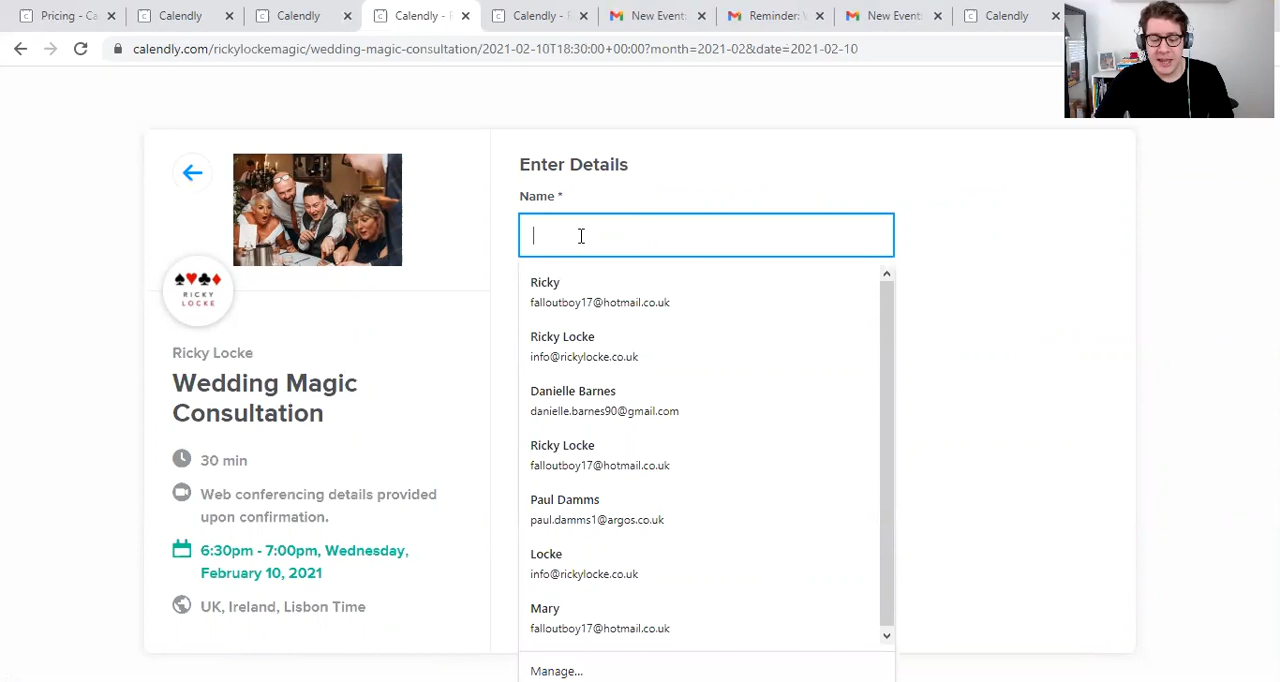 Pricing - Ca
Calendly
Calendly
Calendly - F
Calendly - F
New Event:
Reminder:
New Event
Calendly
calendly.com/rickylockemagic/wedding-magic-consultation/2021-02-10T18:30:00+00:00?month=2021-02&date=2021-02-10
RICKY
LOCKE
Ricky Locke
Wedding Magic
Consultation
30 min
Web conferencing details provided
upon confirmation.
6:30pm - 7:00pm, Wednesday,
February 10, 2021
UK, Ireland, Lisbon Time
Enter Details
Name *
Ricky
falloutboy17@hotmail.co.uk
Ricky Locke
info@rickylocke.co.uk
Danielle Barnes
danielle.barnes90@gmail.com
Ricky Locke
falloutboy17@hotmail.co.uk
Paul Damms
paul.damms1@argos.co.uk
Locke
info@rickylocke.co.uk
Mary
falloutboy17@hotmail.co.uk
Manage...